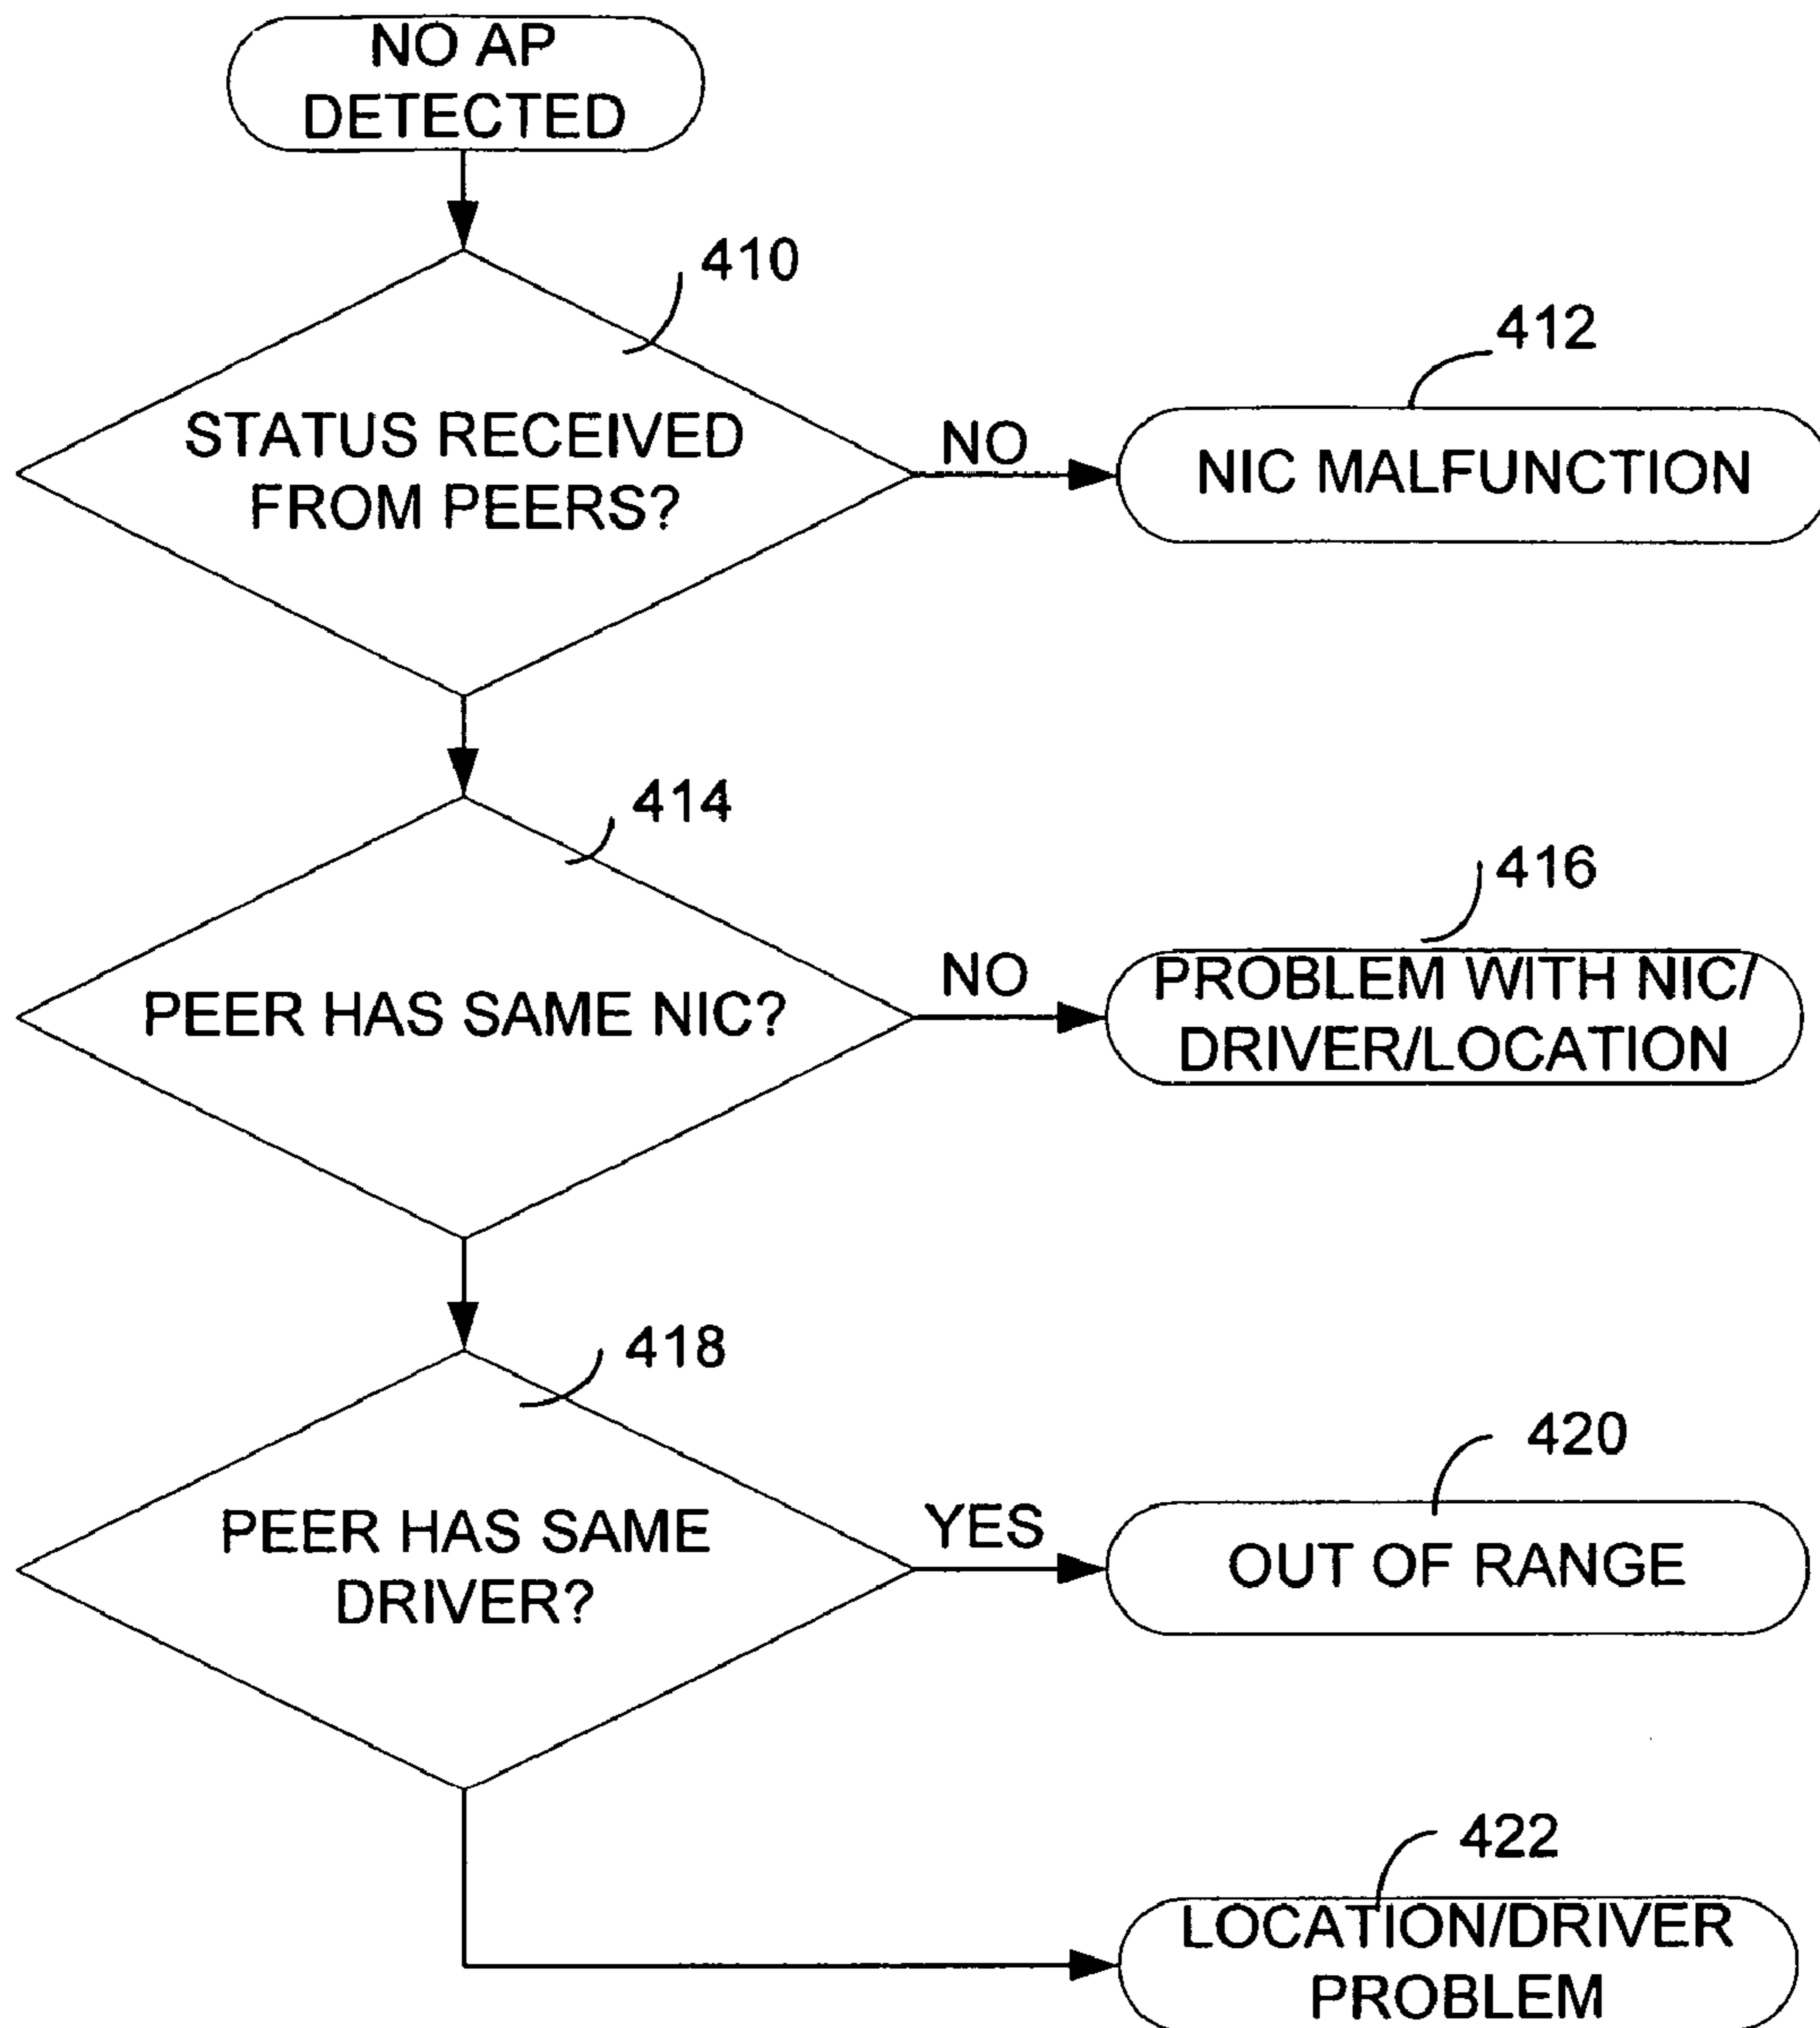 NO AP
DETECTED
410
STATUS RECEIVED
FROM PEERS?
NO
412
NIC MALFUNCTION
414
PEER HAS SAME NIC?
NO
416
PROBLEM WITH NIC/
DRIVER/LOCATION
418
PEER HAS SAME
DRIVER?
YES
420
OUT OF RANGE
422
LOCATION/DRIVER
PROBLEM